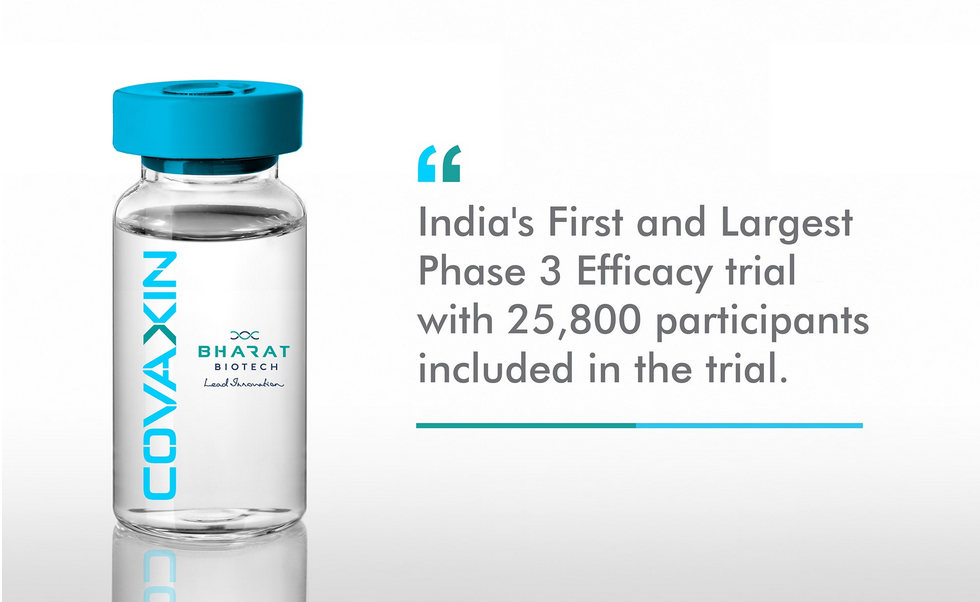 COVAXIN
BHARAT
BIOTECH
Lead Innovation
“
India's First and Largest
Phase 3 Efficacy trial
with 25,800 participants
included in the trial.